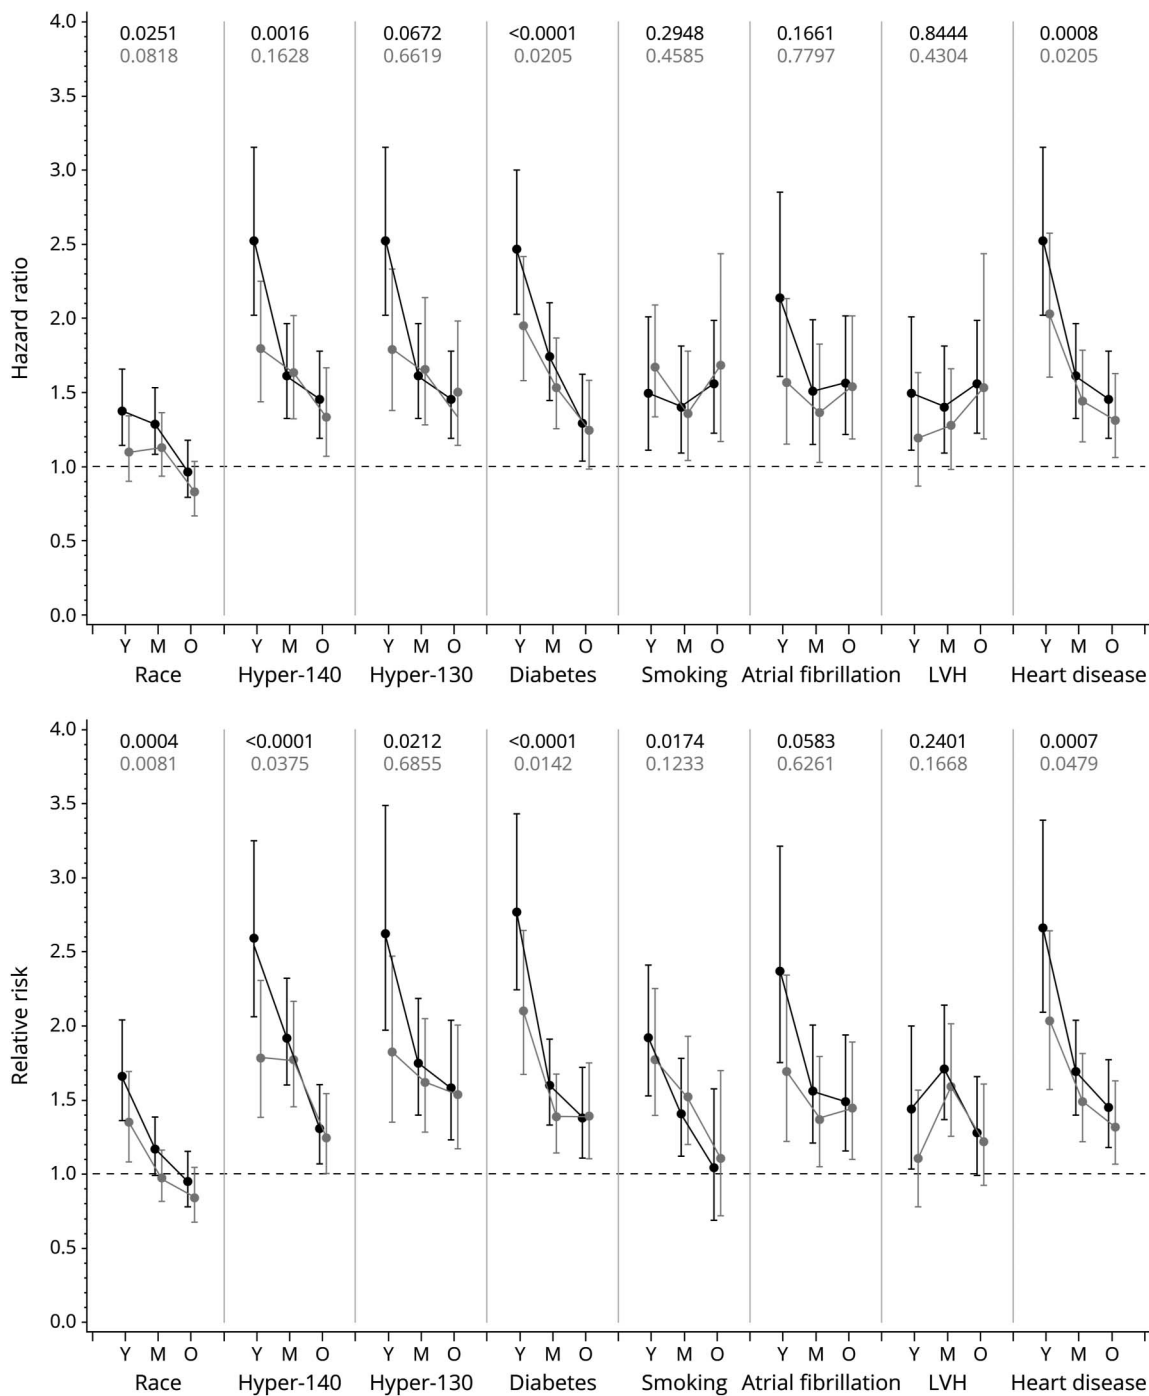 4.0
0.0251 0.0016 0.0672 <0.0001 0.2948 0.1661 0.8444 0.0008
0.0818 0.1628 0.6619 0.0205 0.4585 0.7797 0.4304 0.0205
3.5
3.0
2.5
2.0
1.5
1.0
0.5
0.0
Hazard ratio
Y M O Y M O Y M O Y M O Y M O Y M O Y M O Y M O
Race Hyper-140 Hyper-130 Diabetes Smoking Atrial fibrillation LVH Heart disease
4.0
0.0004 <0.0001 0.0212 <0.0001 0.0174 0.0583 0.2401 0.0007
0.0081 0.0375 0.6855 0.0142 0.1233 0.6261 0.1668 0.0479
3.5
3.0
2.5
2.0
1.5
1.0
0.5
0.0
Relative risk
Y M O Y M O Y M O Y M O Y M O Y M O Y M O Y M O
Race Hyper-140 Hyper-130 Diabetes Smoking Atrial fibrillation LVH Heart disease